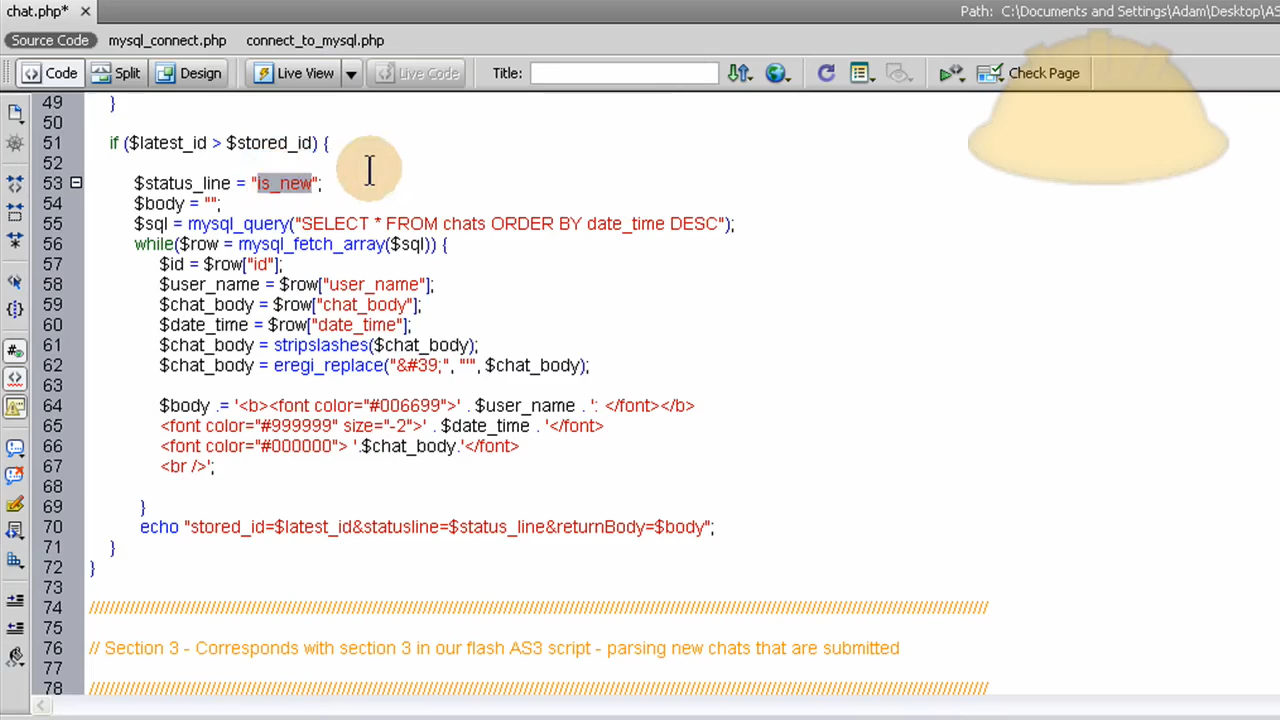 chat.php*
Path: C:\Documents and Settings\Adam\Desktop\AS
Source Code mysql_connect.php connect_to_mysql.php
Code Split Design Live View Live Code Title: Check Page
49 }
50
51 if ($latest_id > $stored_id) {
52
53 $status_line = "is_new";
54 $body = "";
55 $sql = mysql_query("SELECT * FROM chats ORDER BY date_time DESC");
56 while($row = mysql_fetch_array($sql)) {
57 $id = $row["id"];
58 $user_name = $row["user_name"];
59 $chat_body = $row["chat_body"];
60 $date_time = $row["date_time"];
61 $chat_body = stripslashes($chat_body);
62 $chat_body = eregi_replace("&#39;", "'", $chat_body);
63
64 $body .= '<b><font color="#006699">' . $user_name . ': </font></b>
65 <font color="#999999" size="-2">' . $date_time . '</font>
66 <font color="#000000"> '.$chat_body.'</font>
67 <br />';
68
69 }
70 echo "stored_id=$latest_id&statusline=$status_line&returnBody=$body";
71 }
72 }
73
74 ////////////////////////////////////////////////////////////////////////////////////////////////////////////////////////////////////////////////////////////////////////////////////
75
76 // Section 3 - Corresponds with section 3 in our flash AS3 script - parsing new chats that are submitted
77
78 ////////////////////////////////////////////////////////////////////////////////////////////////////////////////////////////////////////////////////////////////////////////////////